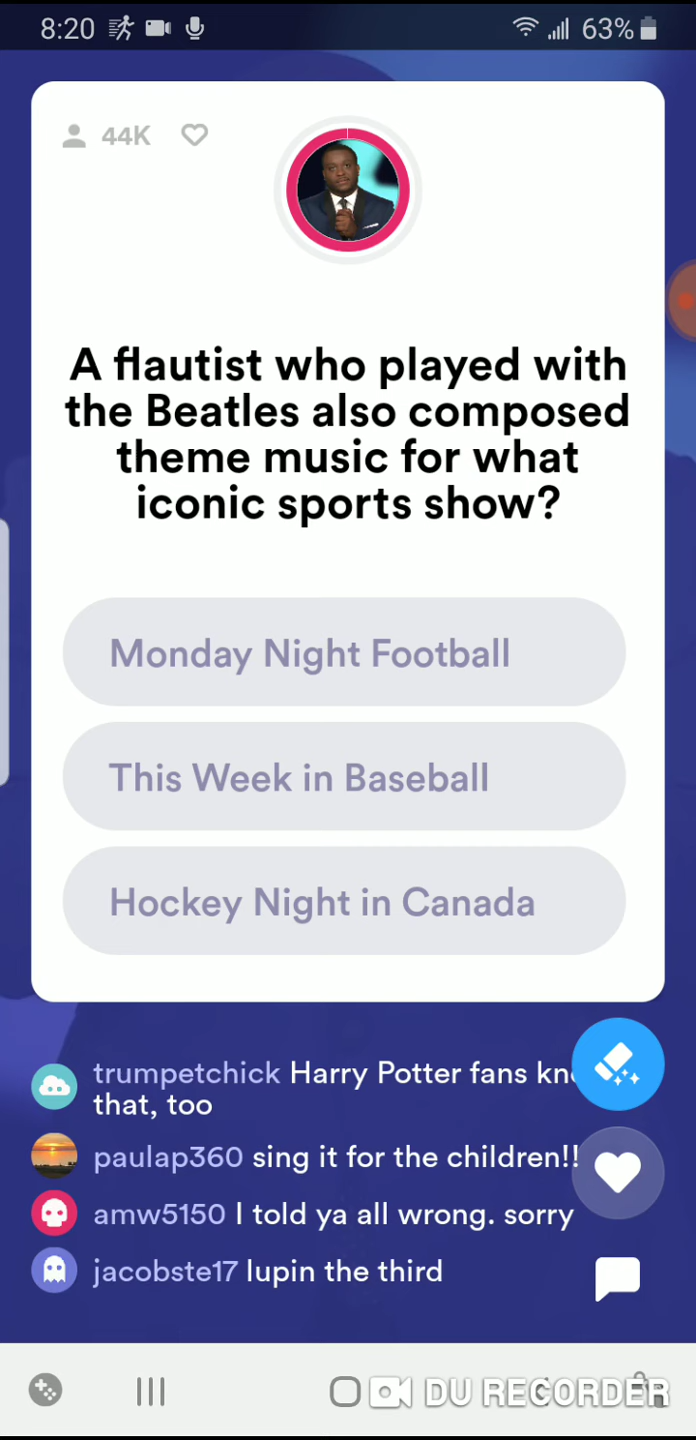 8:20 63%
44K
A flautist who played with
the Beatles also composed
theme music for what
iconic sports show?
Monday Night Football
This Week in Baseball
Hockey Night in Canada
trumpetchick Harry Potter fans
that, too
paulap360 sing it for the children!!
amw5150 I told ya all wrong. sorry
jacobste17 lupin the third
DU RECORDER